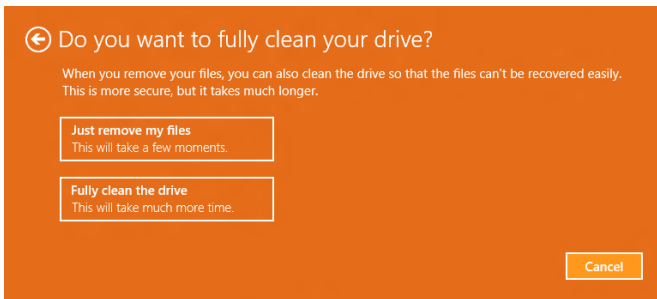 Do you want to fully clean your drive?
When you remove your files, you can also clean the drive so that the files can't be recovered easily.
This is more secure, but it takes much longer.
Just remove my files
This will take a few moments.
Fully clean the drive
This will take much more time.
Cancel